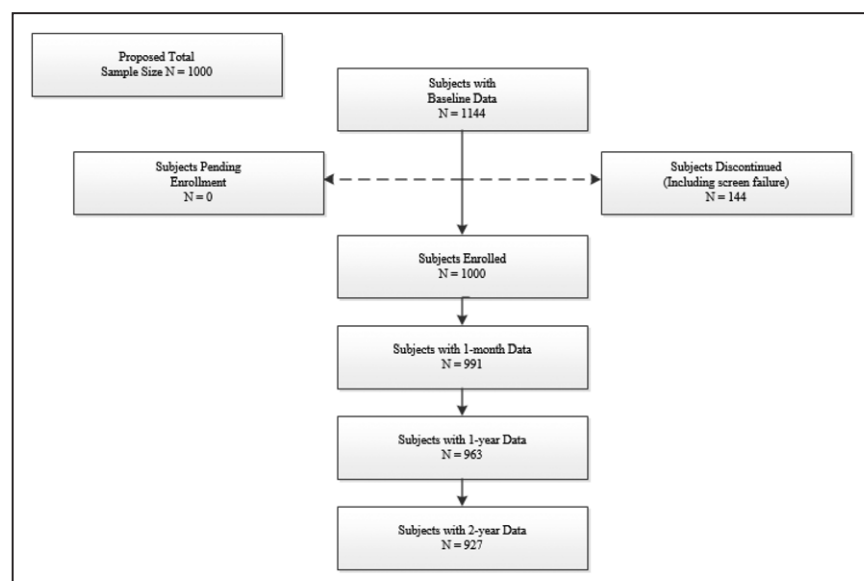 Proposed Total
Sample Size N = 1000
Subjects with
Baseline Data
N = 1144
Subjects Pending
Enrollment
N = 0
Subjects Discontinued
(Including screen failure)
N = 144
Subjects Enrolled
N = 1000
Subjects with 1-month Data
N = 991
Subjects with 1-year Data
N = 963
Subjects with 2-year Data
N = 927